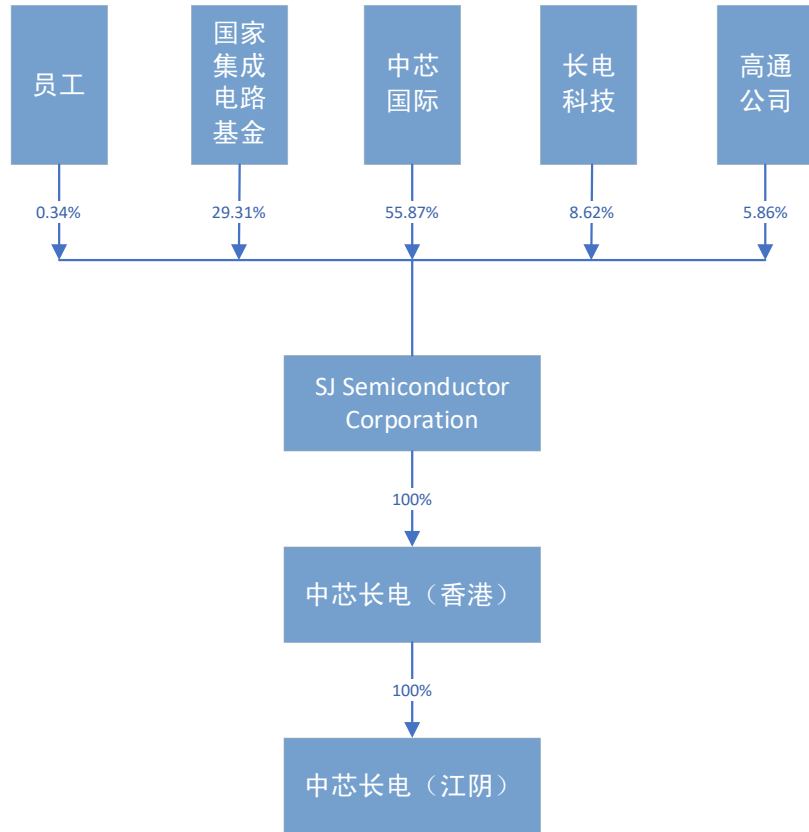 员工
国家
集成
电路
基金
中芯
国际
长电
科技
高通
公司
0.34%
29.31%
55.87%
8.62%
5.86%
SJ Semiconductor
Corporation
100%
中芯长电（香港）
100%
中芯长电（江阴）